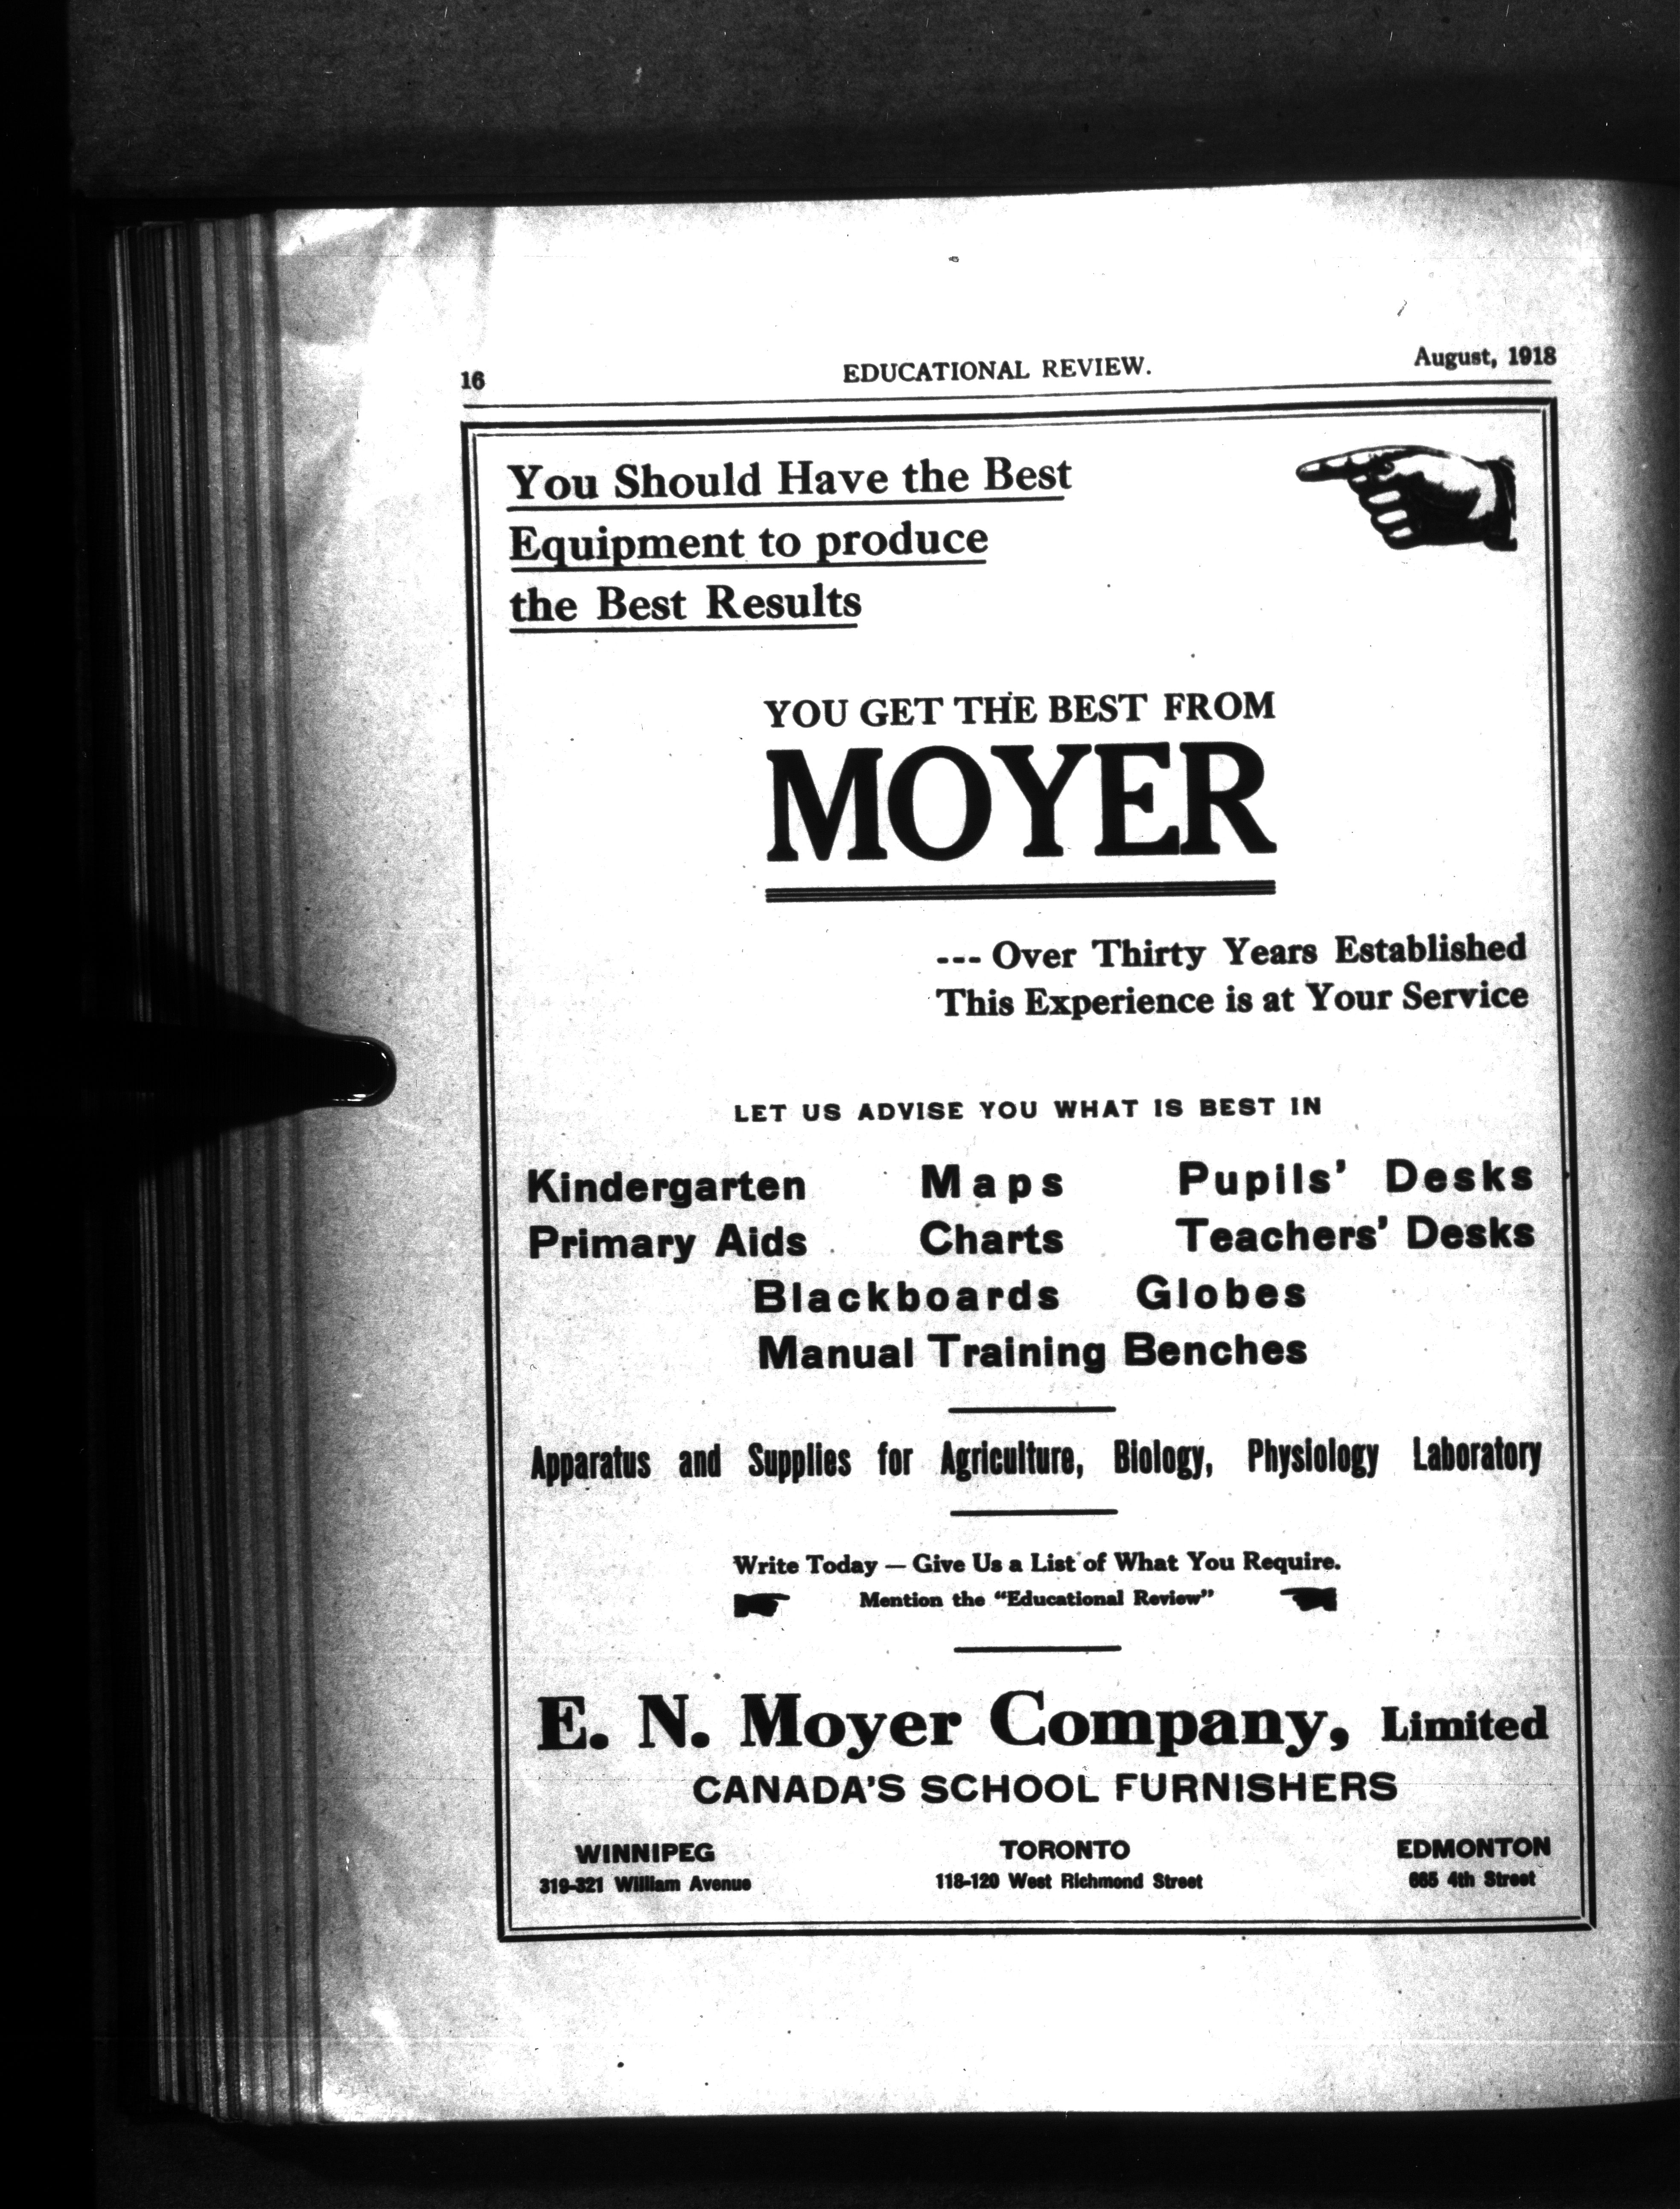 16 EDUCATIONAL REVIEW. August, 1918
You Should Have the Best
Equipment to produce
the Best Results
YOU GET THE BEST FROM
MOYER
--- Over Thirty Years Established
This Experience is at Your Service
LET US ADVISE YOU WHAT IS BEST IN
Kindergarten Maps Pupils' Desks
Primary Aids Charts Teachers' Desks
Blackboards Globes
Manual Training Benches
Apparatus and Supplies for Agriculture, Biology, Physiology Laboratory
Write Today — Give Us a List of What You Require.
Mention the "Educational Review"
E. N. Moyer Company, Limited
CANADA'S SCHOOL FURNISHERS
WINNIPEG TORONTO EDMONTON
319-321 William Avenue 118-120 West Richmond Street 665 4th Street